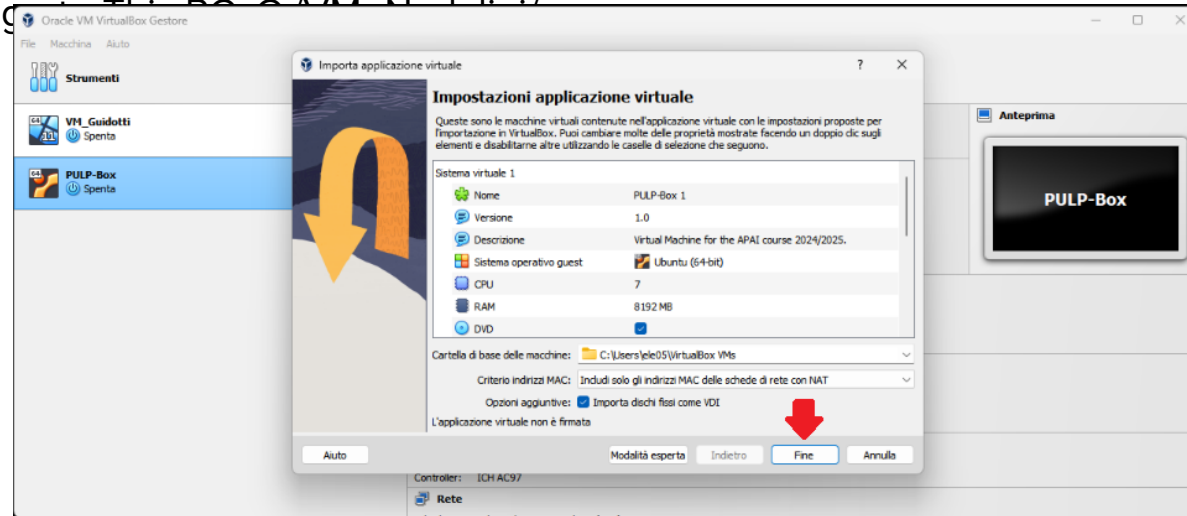 Oracle VM VirtualBox Gestore
File Macchina Aiuto
Strumenti
VM_Guidotti
Spenta
PULP-Box
Spenta
Importa applicazione virtuale
Impostazioni applicazione virtuale
Queste sono le macchine virtuali contenute nell'applicazione virtuale con le impostazioni proposte per
l'importazione in VirtualBox. Puoi cambiare molte delle proprietà mostrate facendo un doppio clic sugli
elementi e disabilitarne altre utilizzando le caselle di selezione che seguono.
Sistema virtuale 1
Nome PULP-Box 1
Versione 1.0
Descrizione Virtual Machine for the APAI course 2024/2025.
Sistema operativo guest Ubuntu (64-bit)
CPU 7
RAM 8192 MB
DVD
Cartella di base delle macchine: C:\Users\ele05\VirtualBox VMs
Criterio indirizzi MAC: Includi solo gli indirizzi MAC delle schede di rete con NAT
Opzioni aggiuntive: Importa dischi fissi come VDI
L'applicazione virtuale non è firmata
Aiuto Modalità esperta Indietro Fine Annulla
Anteprima
PULP-Box
Controller: ICH AC97
Rete